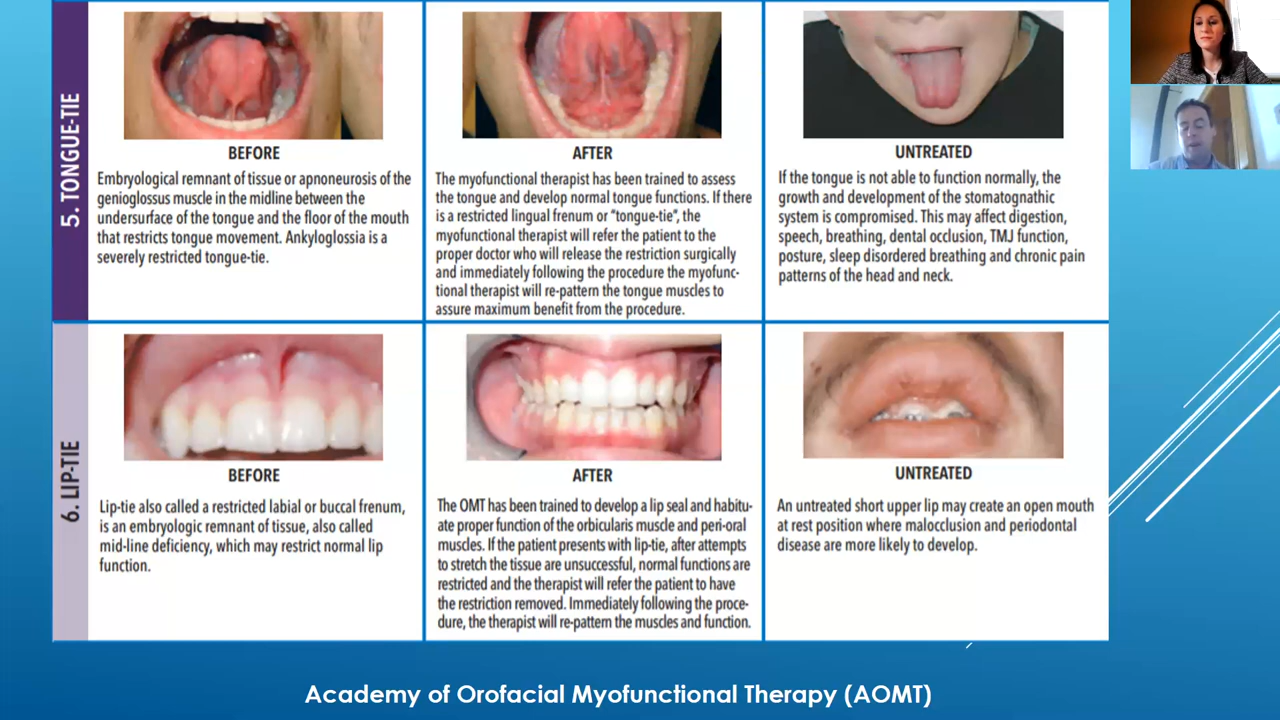 5. TONGUE-TIE
BEFORE
Embryological remnant of tissue or apnoneurosis of the
genioglossus muscle in the midline between the
undersurface of the tongue and the floor of the mouth
that restricts tongue movement. Ankyloglossia is a
severely restricted tongue-tie.
AFTER
The myofunctional therapist has been trained to assess
the tongue and develop normal tongue functions. If there
is a restricted lingual frenum or “tongue-tie”, the
myofunctional therapist will refer the patient to the
proper doctor who will release the restriction surgically
and immediately following the procedure the myofunc-
tional therapist will re-pattern the tongue muscles to
assure maximum benefit from the procedure.
UNTREATED
If the tongue is not able to function normally, the
growth and development of the stomatognathic
system is compromised. This may affect digestion,
speech, breathing, dental occlusion, TMJ function,
posture, sleep disordered breathing and chronic pain
patterns of the head and neck.
6. LIP-TIE
BEFORE
Lip-tie also called a restricted labial or buccal frenum,
is an embryologic remnant of tissue, also called
mid-line deficiency, which may restrict normal lip
function.
AFTER
The OMT has been trained to develop a lip seal and habitu-
ate proper function of the orbicularis muscle and peri-oral
muscles. If the patient presents with lip-tie, after attempts
to stretch the tissue are unsuccessful, normal functions are
restricted and the therapist will refer the patient to have
the restriction removed. Immediately following the proce-
dure, the therapist will re-pattern the muscles and function.
UNTREATED
An untreated short upper lip may create an open mouth
at rest position where malocclusion and periodontal
disease are more likely to develop.
Academy of Orofacial Myofunctional Therapy (AOMT)